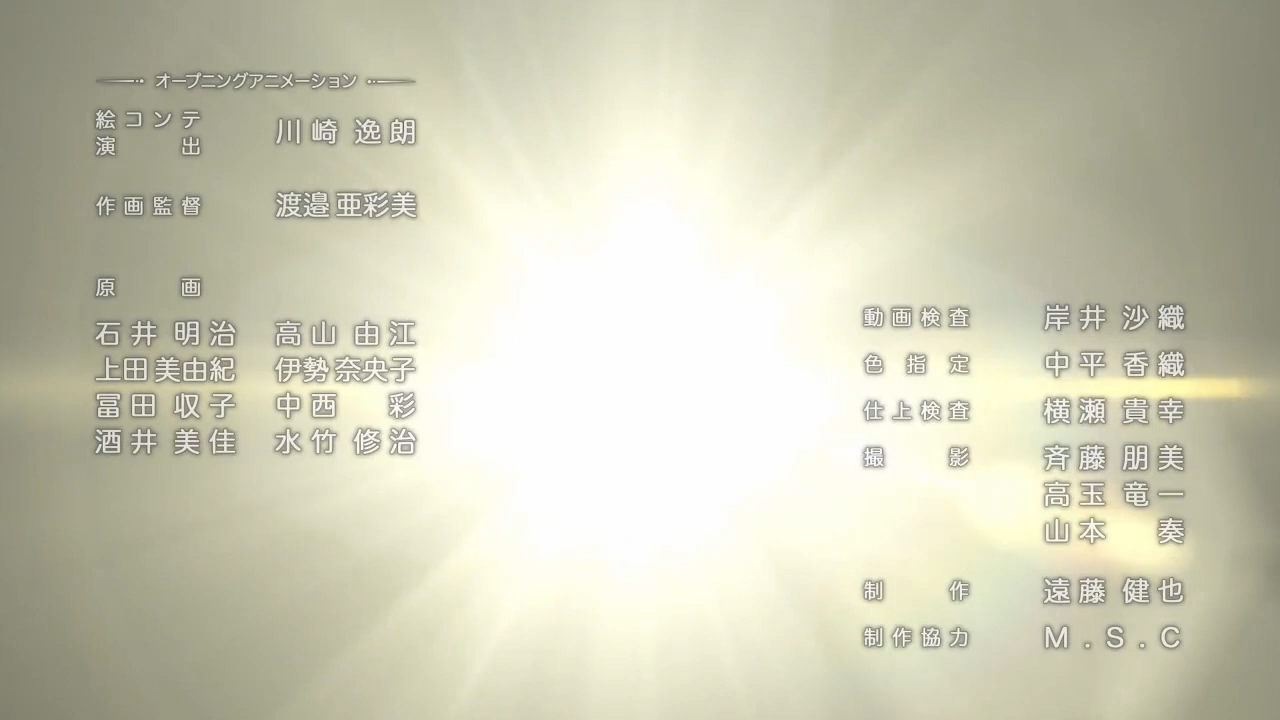 オープニングアニメーション
絵コンテ
演出 川崎 逸朗
作画監督 渡邉 亜彩美
原画
石井 明治 高山 由江
上田 美由紀 伊勢 奈央子
冨田 収子 中西 彩
酒井 美佳 水竹 修治
動画検査 岸井 沙織
色指定 中平 香織
仕上検査 横瀬 貴幸
撮影 斉藤 朋美
高玉 竜一
山本 奏
制作 遠藤 健也
制作協力 M.S.C